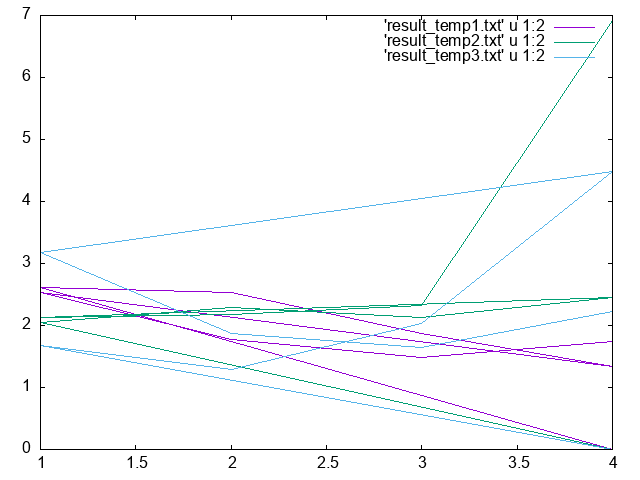 7
'result_temp1.txt' u 1:2
'result_temp2.txt' u 1:2
'result_temp3.txt' u 1:2
6
5
4
3
2
1
0
1 1.5 2 2.5 3 3.5 4